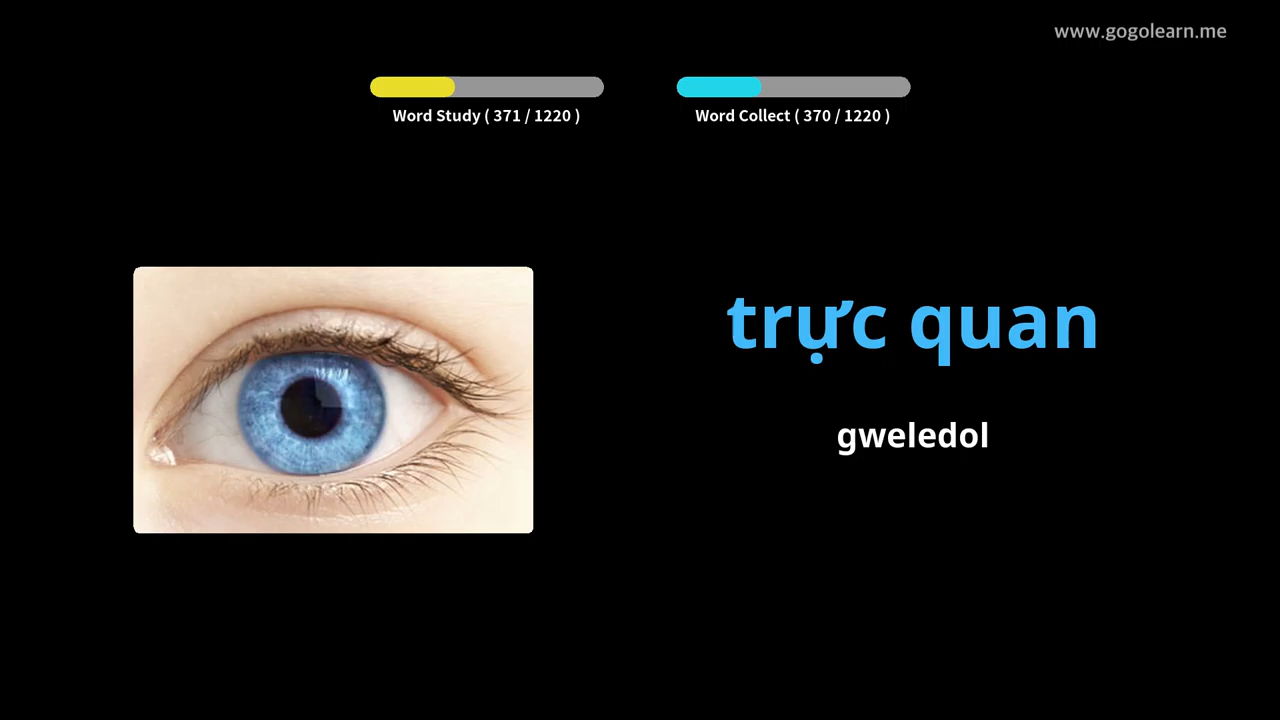 www.gogolearn.me
Word Study ( 371 / 1220 )
Word Collect ( 370 / 1220 )
trực quan
gweledol